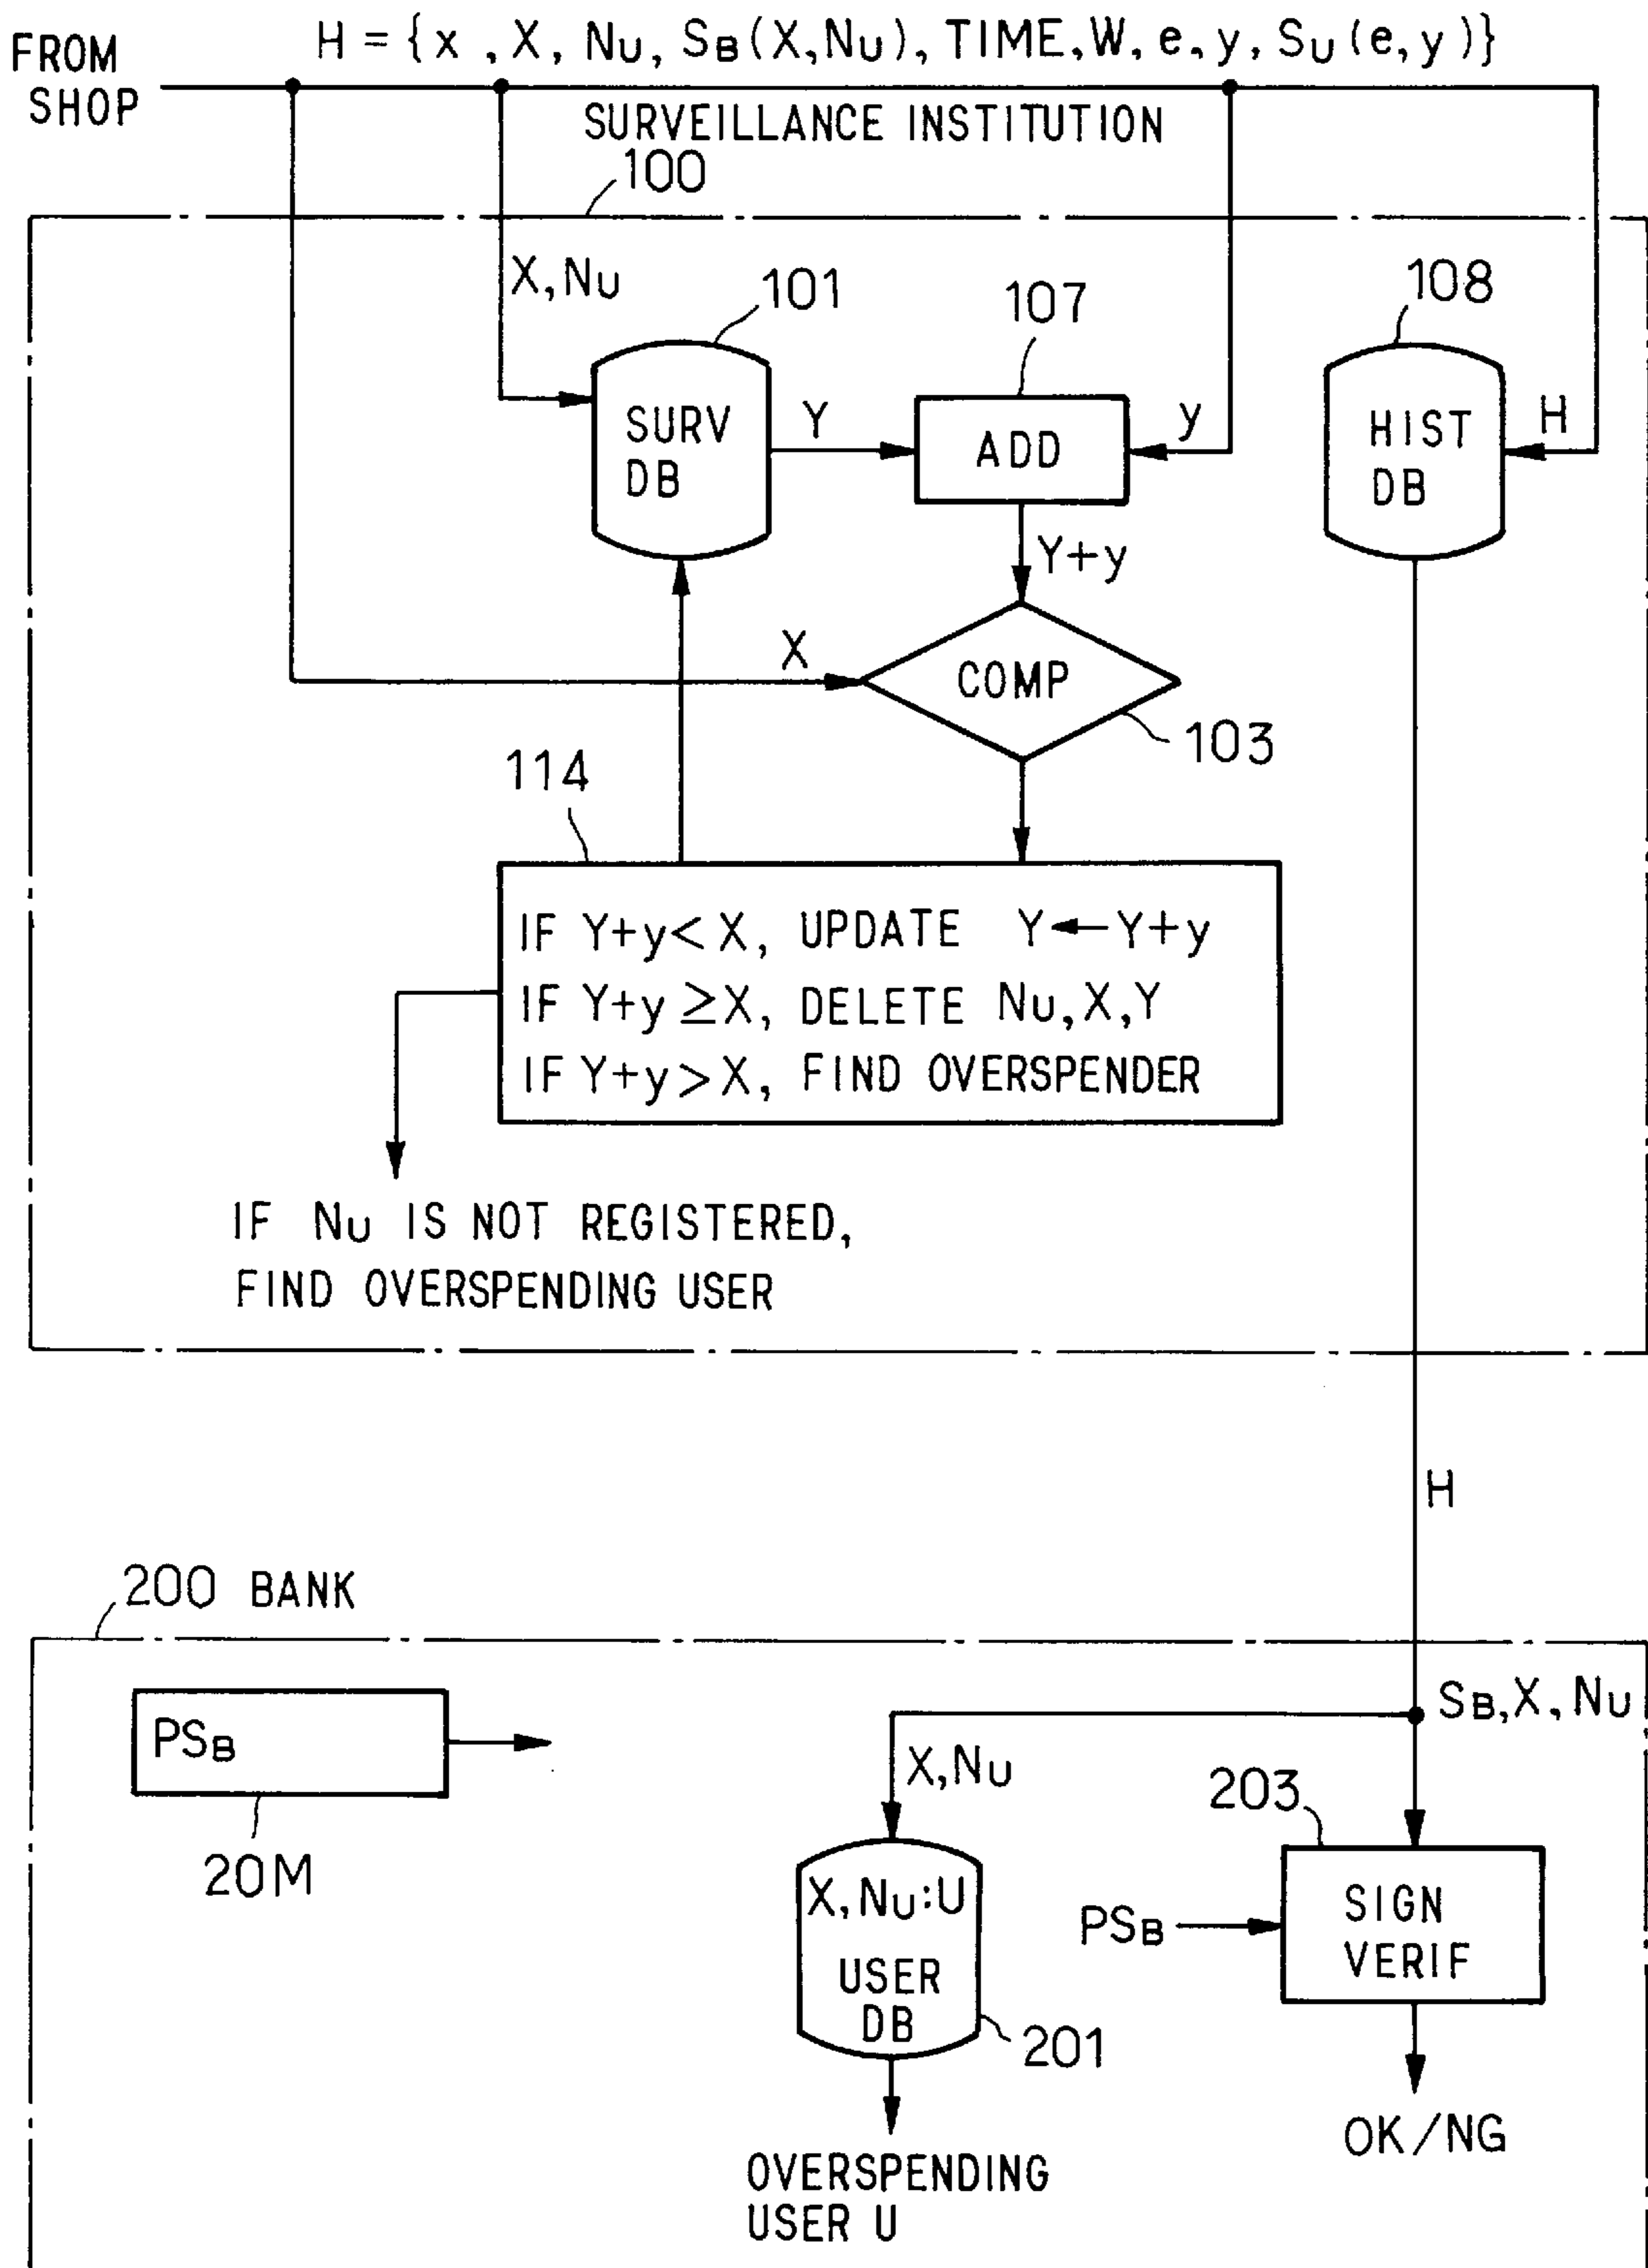 FROM
SHOP
H = {x , X, NU, SB(X,NU), TIME, W, e, y, SU(e,y)}
SURVEILLANCE INSTITUTION
100
X, NU
101
107
108
SURV
DB
Y
ADD
y
HIST
DB
H
Y+y
X
COMP
103
114
IF Y+y < X, UPDATE Y ← Y+y
IF Y+y ≥ X, DELETE NU, X, Y
IF Y+y > X, FIND OVERSPENDER
IF NU IS NOT REGISTERED,
FIND OVERSPENDING USER
H
200 BANK
PSB
20M
SB, X, NU
X, NU
203
X, NU:U
USER
DB
201
PSB
SIGN
VERIF
OVERSPENDING
USER U
OK/NG